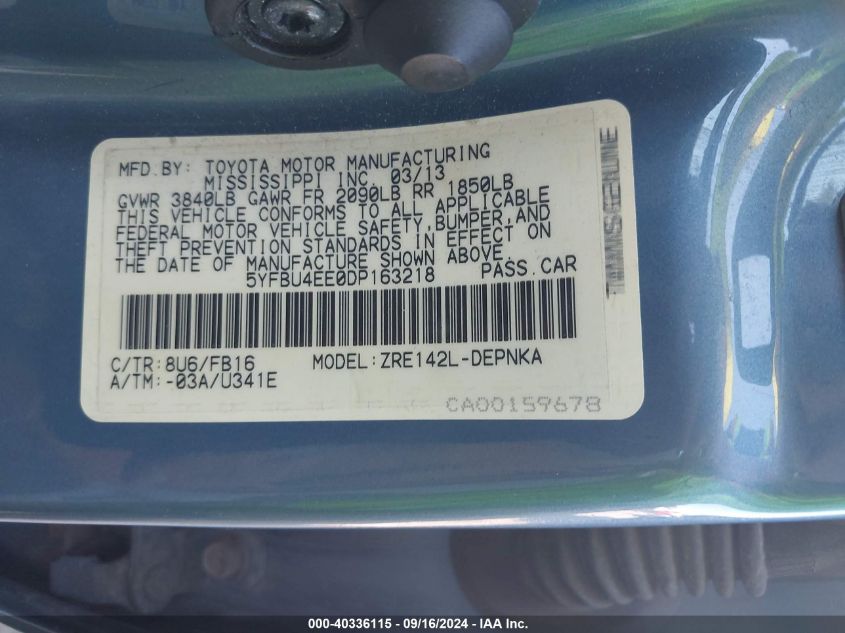 MFD. BY: TOYOTA MOTOR MANUFACTURING
MISSISSIPPI INC. 03/13
GVWR 3840LB GAWR FR 2090LB RR 1850LB
THIS VEHICLE CONFORMS TO ALL APPLICABLE
FEDERAL MOTOR VEHICLE SAFETY,BUMPER,AND
THEFT PREVENTION STANDARDS IN EFFECT ON
THE DATE OF MANUFACTURE SHOWN ABOVE.
5YFBU4EE0DP163218 PASS.CAR
C/TR:8U6/FB16 MODEL:ZRE142L-DEPNKA
A/TM:-03A/U341E
CA00159678
000-40336115 - 09/16/2024 - IAAI/IMPACT, INC.